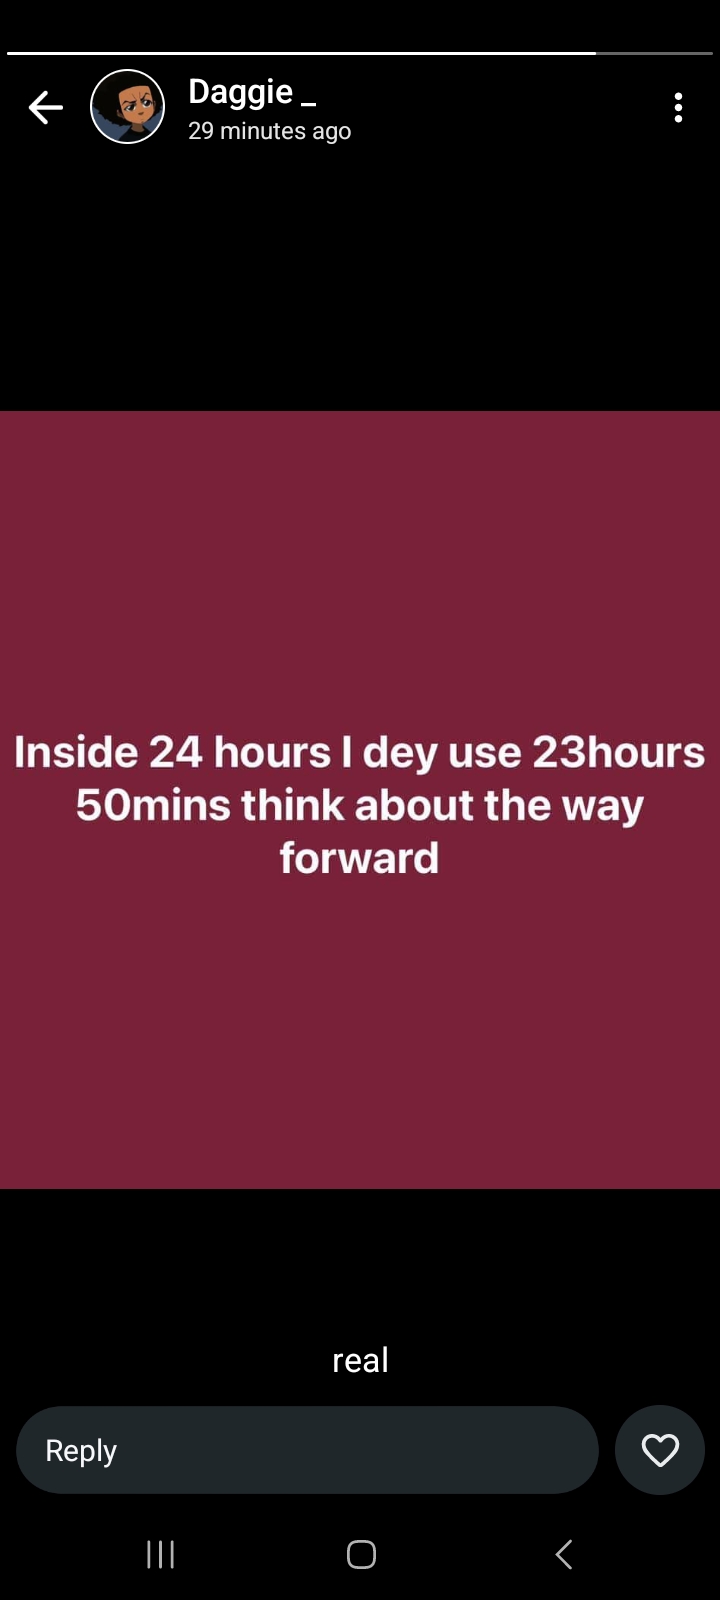 Daggie _
29 minutes ago
Inside 24 hours I dey use 23hours
50mins think about the way
forward
real
Reply